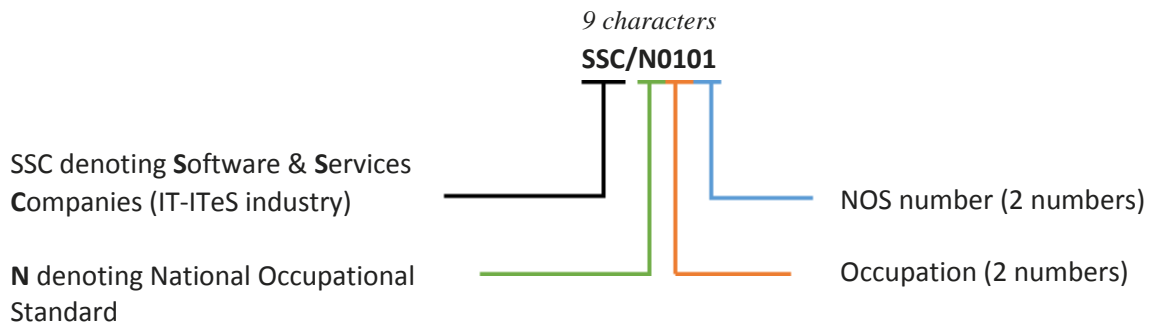 9 characters
SSC/N0101
SSC denoting Software & Services
Companies (IT-ITeS industry)
NOS number (2 numbers)
N denoting National Occupational
Standard
Occupation (2 numbers)